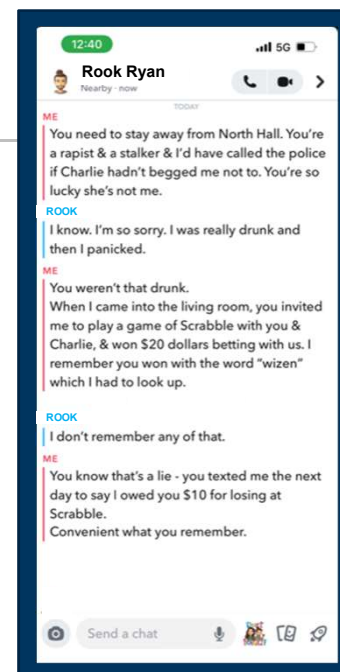 12:40
5G
Rook Ryan
Nearby · now
TODAY
ME
You need to stay away from North Hall. You're
a rapist & a stalker & I'd have called the police
if Charlie hadn't begged me not to. You're so
lucky she's not me.
ROOK
I know. I'm so sorry. I was really drunk and
then I panicked.
ME
You weren't that drunk.
When I came into the living room, you invited
me to play a game of Scrabble with you &
Charlie, & won $20 dollars betting with us. I
remember you won with the word "wizen"
which I had to look up.
ROOK
I don't remember any of that.
ME
You know that's a lie - you texted me the next
day to say I owed you $10 for losing at
Scrabble.
Convenient what you remember.
Send a chat